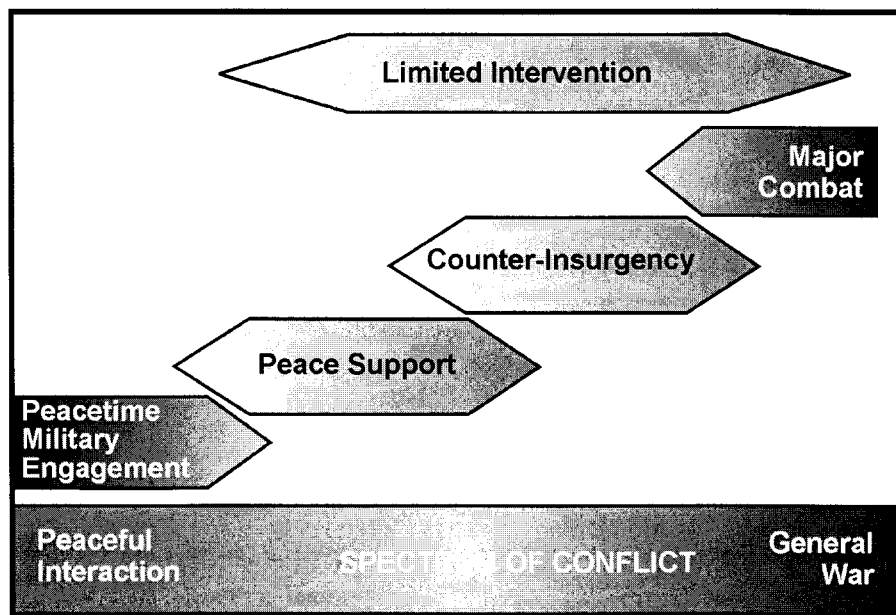 Limited Intervention
Major
Combat
Counter-Insurgency
Peace Support
Peacetime
Military
Engagement
Peaceful
Interaction
SPECTRUM OF CONFLICT
General
War